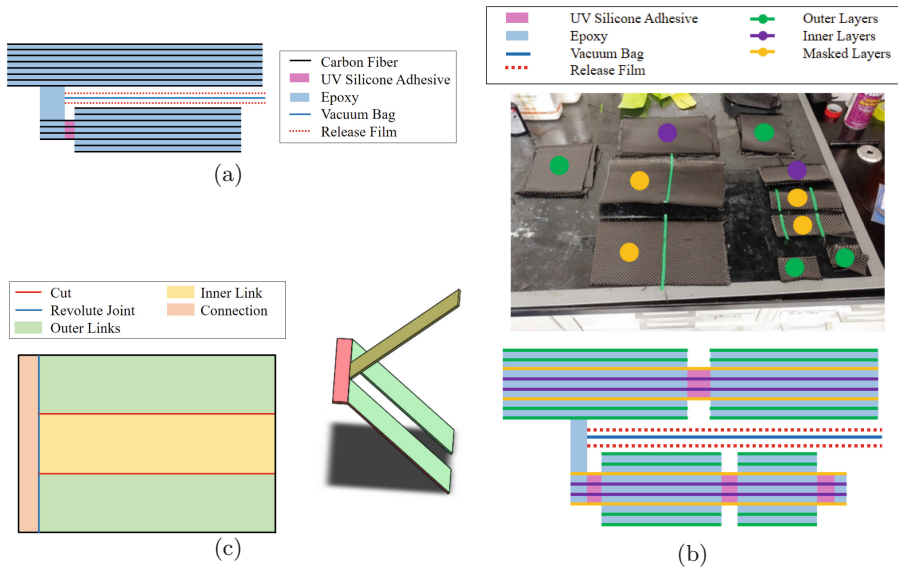 Carbon Fiber
UV Silicone Adhesive
Epoxy
Vacuum Bag
Release Film
(a)
Cut
Revolute Joint
Outer Links
Inner Link
Connection
(c)
UV Silicone Adhesive
Epoxy
Vacuum Bag
Release Film
Outer Layers
Inner Layers
Masked Layers
(b)